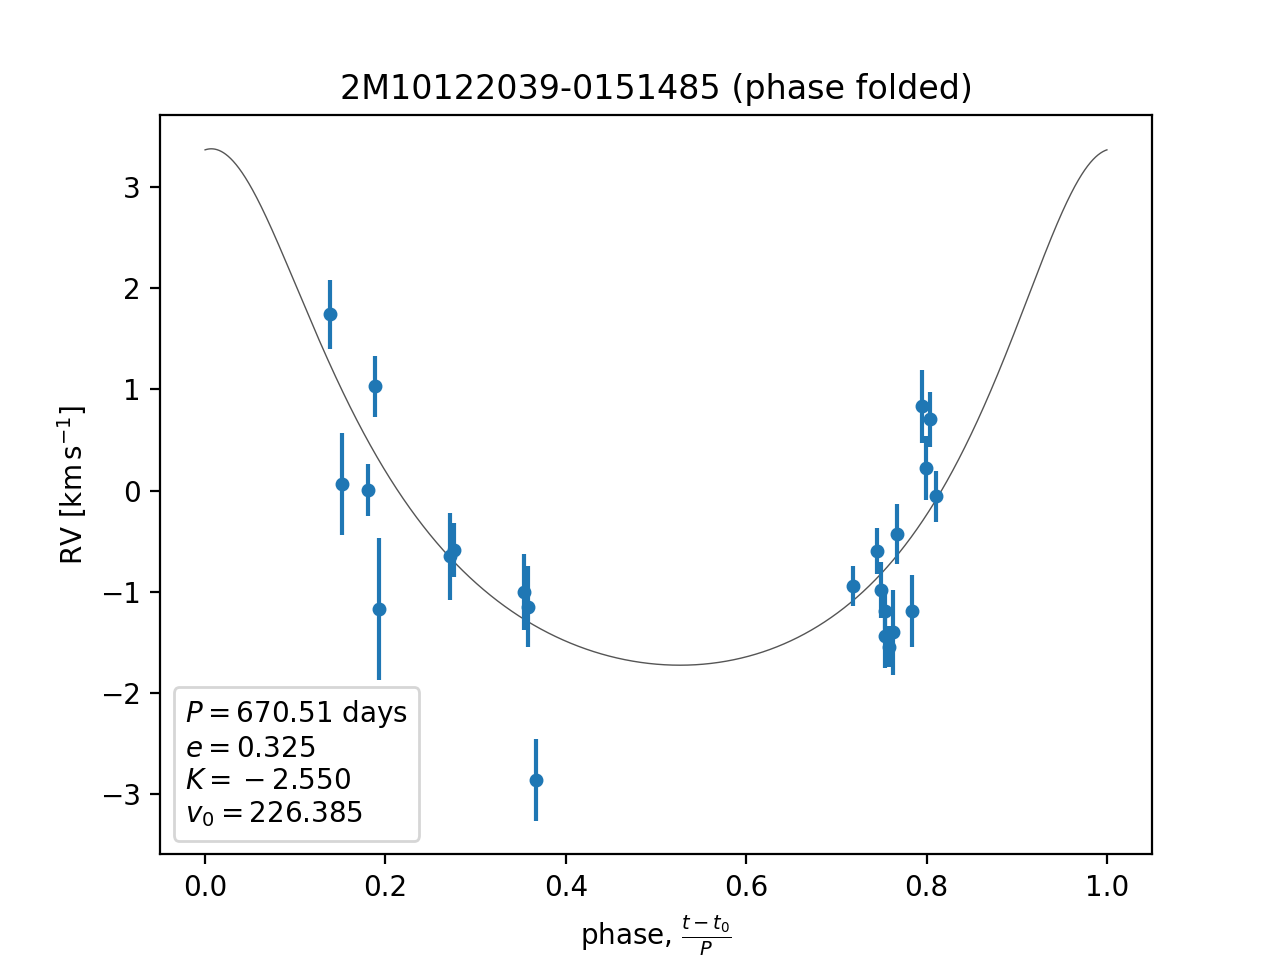 2M10122039-0151485 (phase folded)
RV [km s⁻¹]
3
2
1
0
−1
−2
−3
P = 670.51 days
e = 0.325
K = −2.550
v₀ = 226.385
0.0 0.2 0.4 0.6 0.8 1.0
phase, (t − t₀)/P